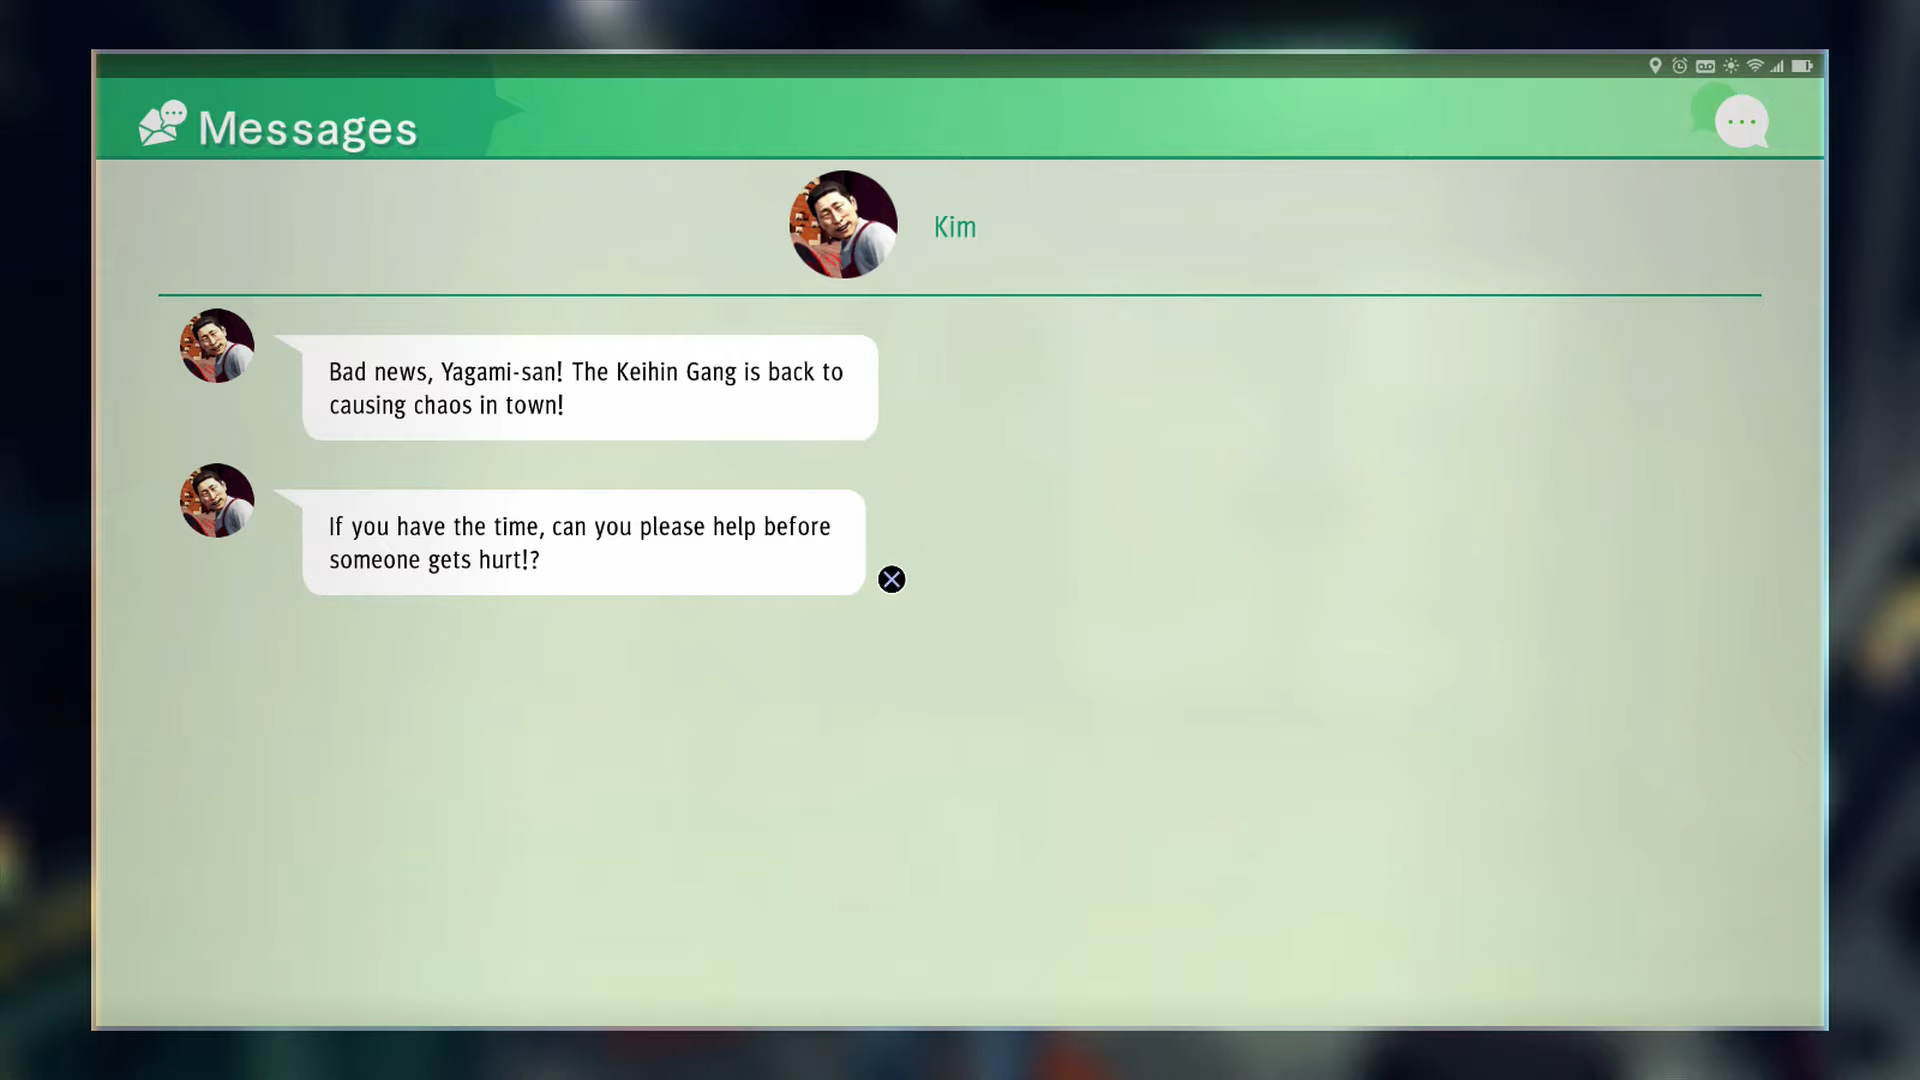 Messages
Kim
Bad news, Yagami-san! The Keihin Gang is back to
causing chaos in town!
If you have the time, can you please help before
someone gets hurt!?